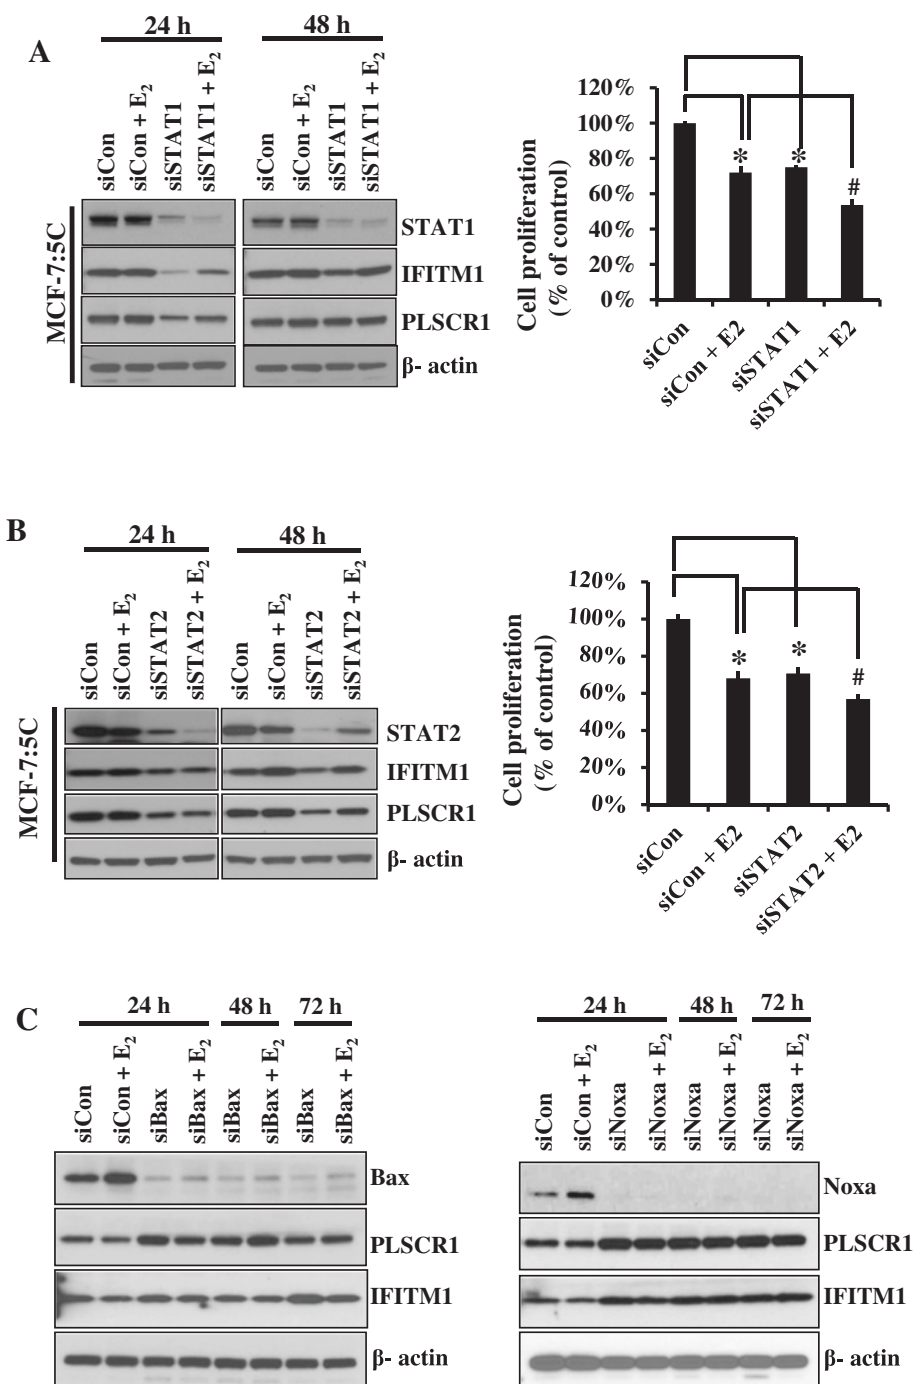 A
24 h
48 h
siCon
siCon + E2
siSTAT1
siSTAT1 + E2
siCon
siCon + E2
siSTAT1
siSTAT1 + E2
MCF-7:5C
STAT1
IFITM1
PLSCR1
β- actin
Cell proliferation
(% of control)
120%
100%
80%
60%
40%
20%
0%
*
*
#
siCon
siCon + E2
siSTAT1
siSTAT1 + E2
B
24 h
48 h
siCon
siCon + E2
siSTAT2
siSTAT2 + E2
siCon
siCon + E2
siSTAT2
siSTAT2 + E2
MCF-7:5C
STAT2
IFITM1
PLSCR1
β- actin
Cell proliferation
(% of control)
120%
100%
80%
60%
40%
20%
0%
*
*
#
siCon
siCon + E2
siSTAT2
siSTAT2 + E2
C
24 h
48 h
72 h
siCon
siCon + E2
siBax
siBax + E2
siBax
siBax + E2
siBax
siBax + E2
Bax
PLSCR1
IFITM1
β- actin
24 h
48 h
72 h
siCon
siCon + E2
siNoxa
siNoxa + E2
siNoxa
siNoxa + E2
siNoxa
siNoxa + E2
Noxa
PLSCR1
IFITM1
β- actin